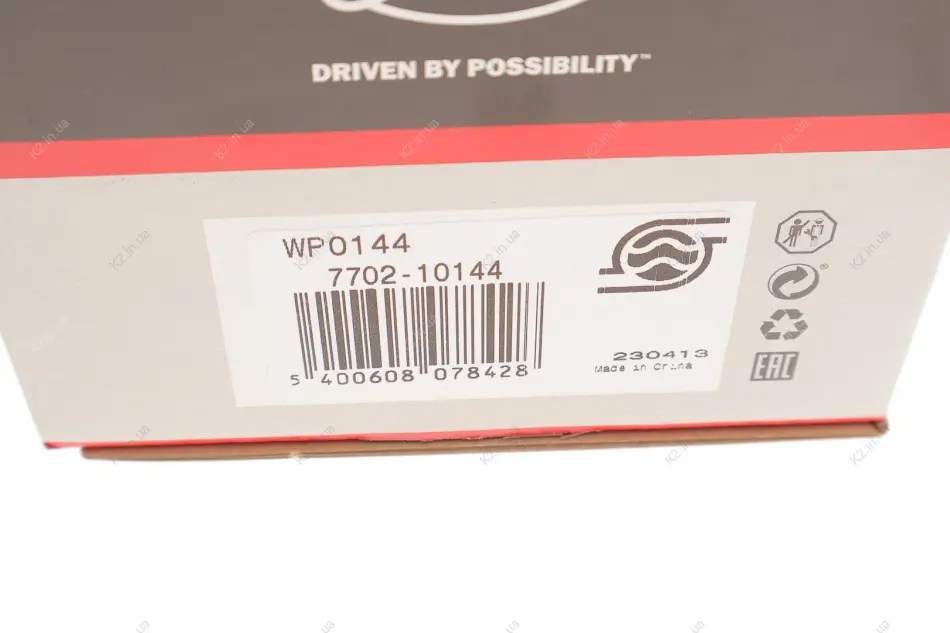 DRIVEN BY POSSIBILITY™
WP0144
7702-10144
5 400608 078428
230413
Made in China
®
EAC
K2.in.ua